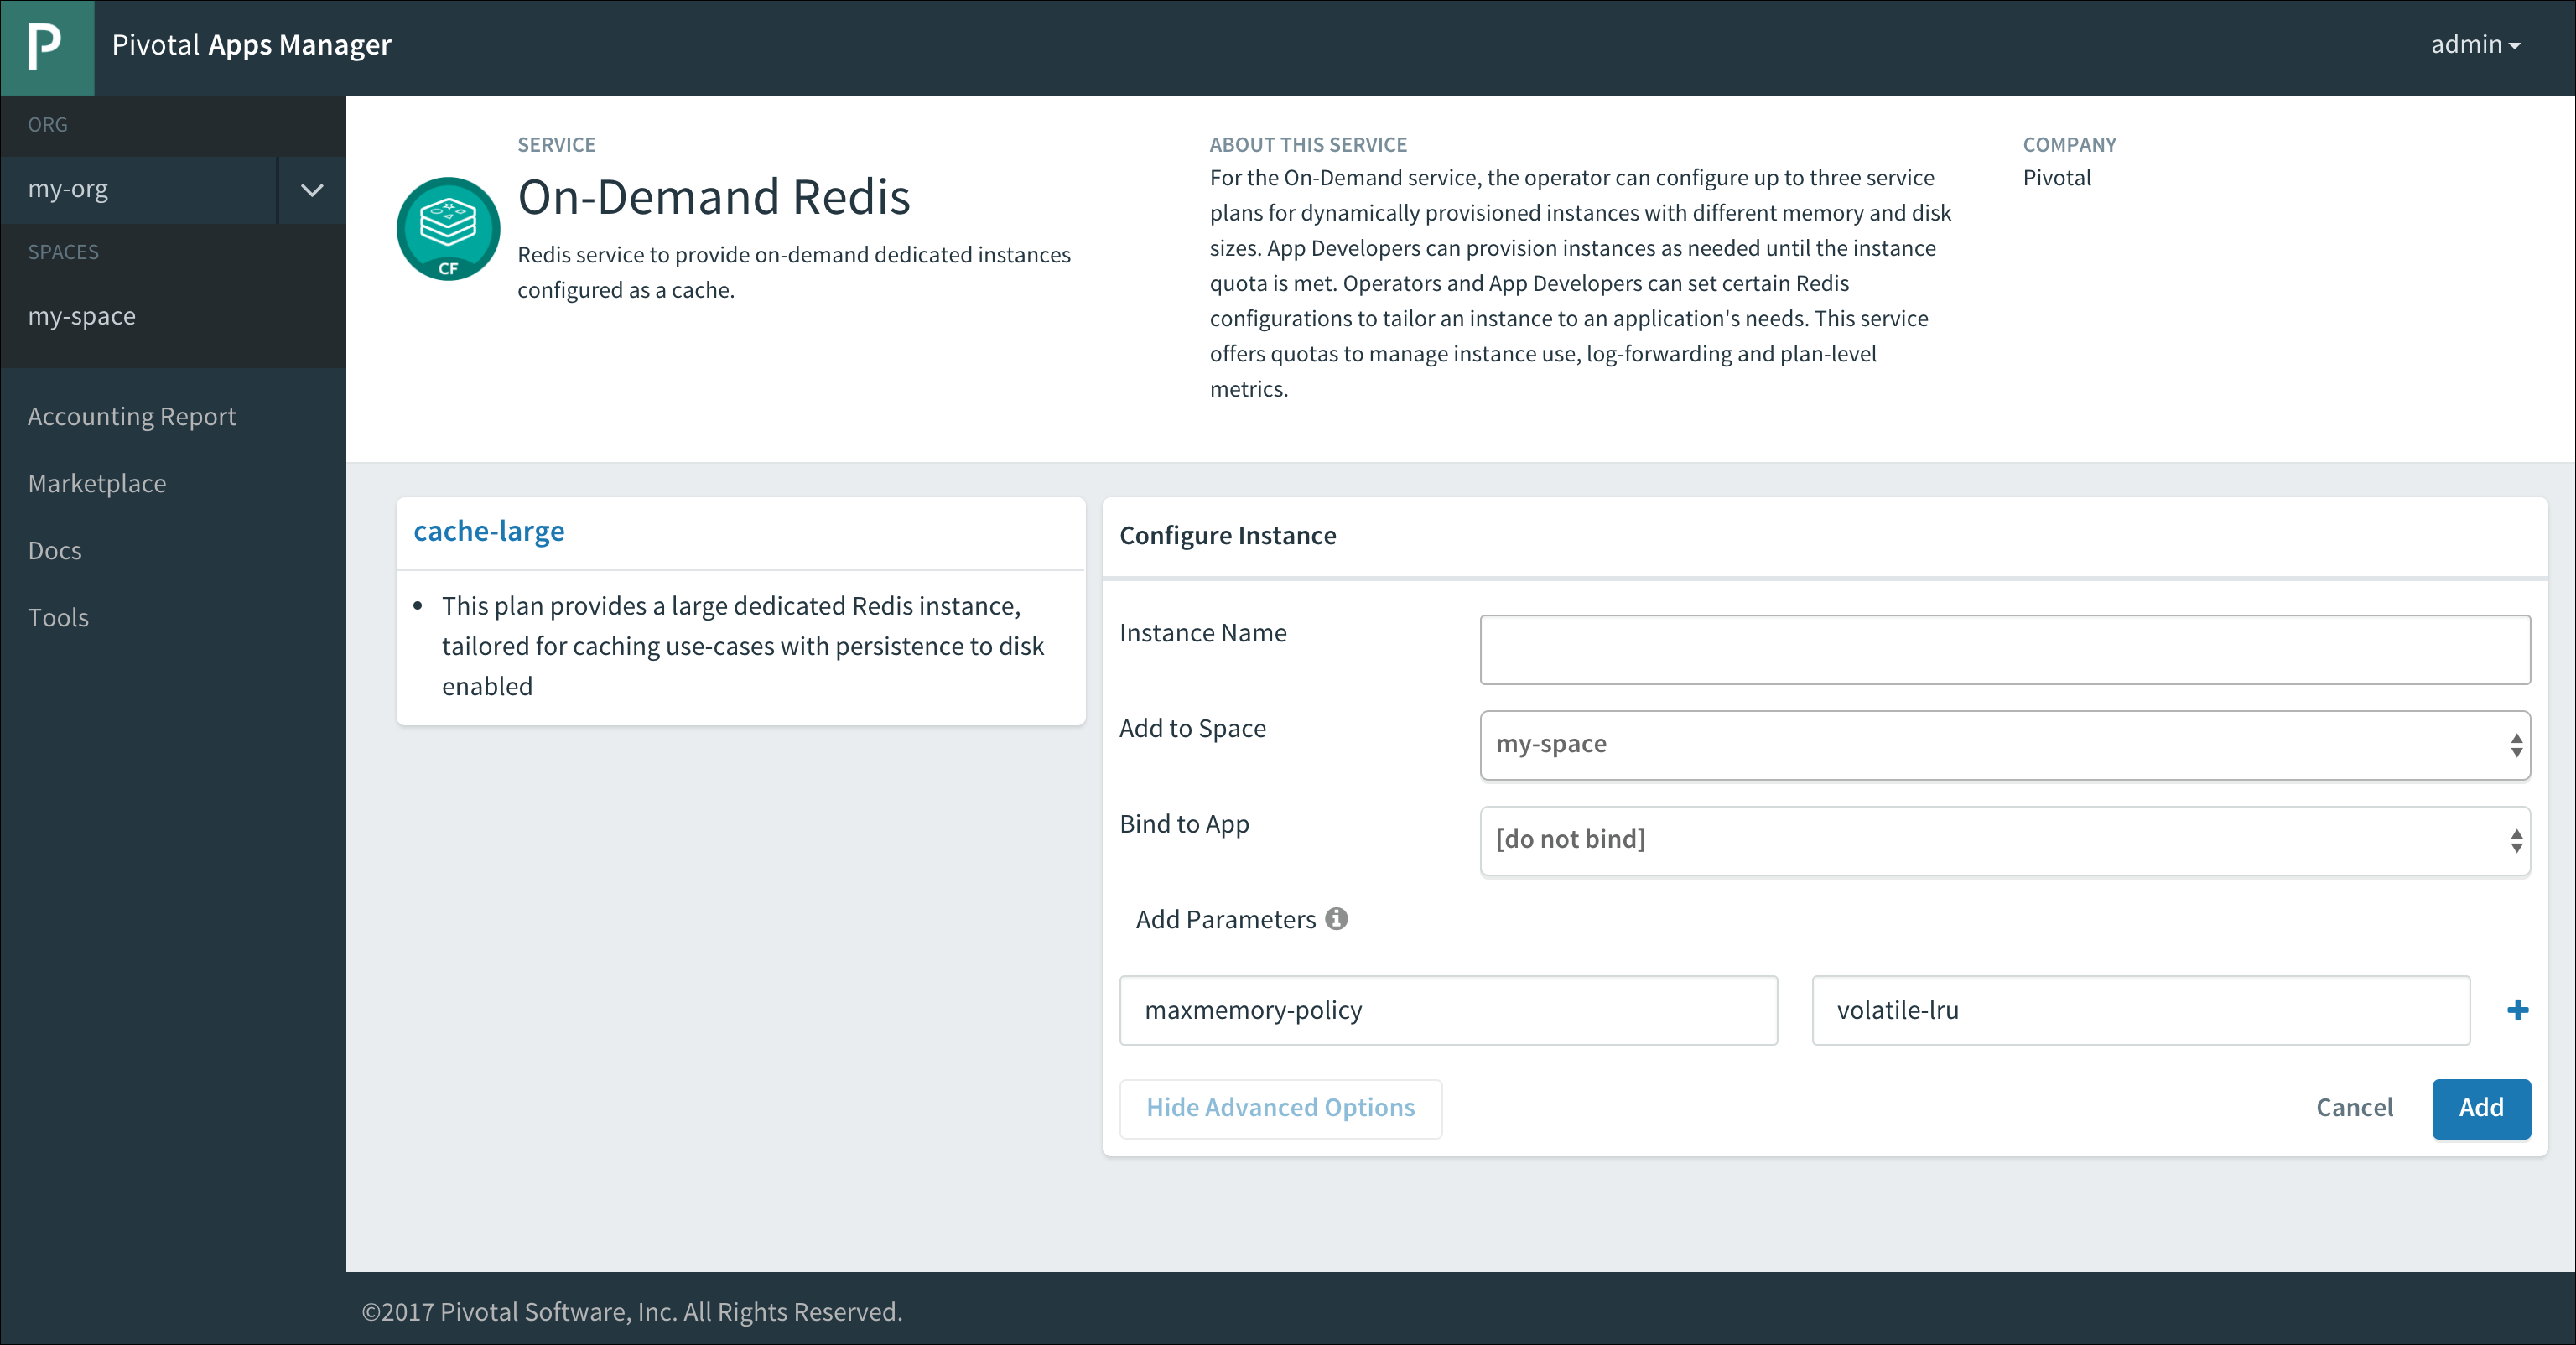 P
Pivotal Apps Manager
admin
ORG
my-org
SPACES
my-space
Accounting Report
Marketplace
Docs
Tools
CF
SERVICE
On-Demand Redis
Redis service to provide on-demand dedicated instances
configured as a cache.
ABOUT THIS SERVICE
For the On-Demand service, the operator can configure up to three service
plans for dynamically provisioned instances with different memory and disk
sizes. App Developers can provision instances as needed until the instance
quota is met. Operators and App Developers can set certain Redis
configurations to tailor an instance to an application's needs. This service
offers quotas to manage instance use, log-forwarding and plan-level
metrics.
COMPANY
Pivotal
cache-large
• This plan provides a large dedicated Redis instance,
tailored for caching use-cases with persistence to disk
enabled
Configure Instance
Instance Name
Add to Space
my-space
Bind to App
[do not bind]
Add Parameters
maxmemory-policy
volatile-lru
Hide Advanced Options
Cancel
Add
©2017 Pivotal Software, Inc. All Rights Reserved.